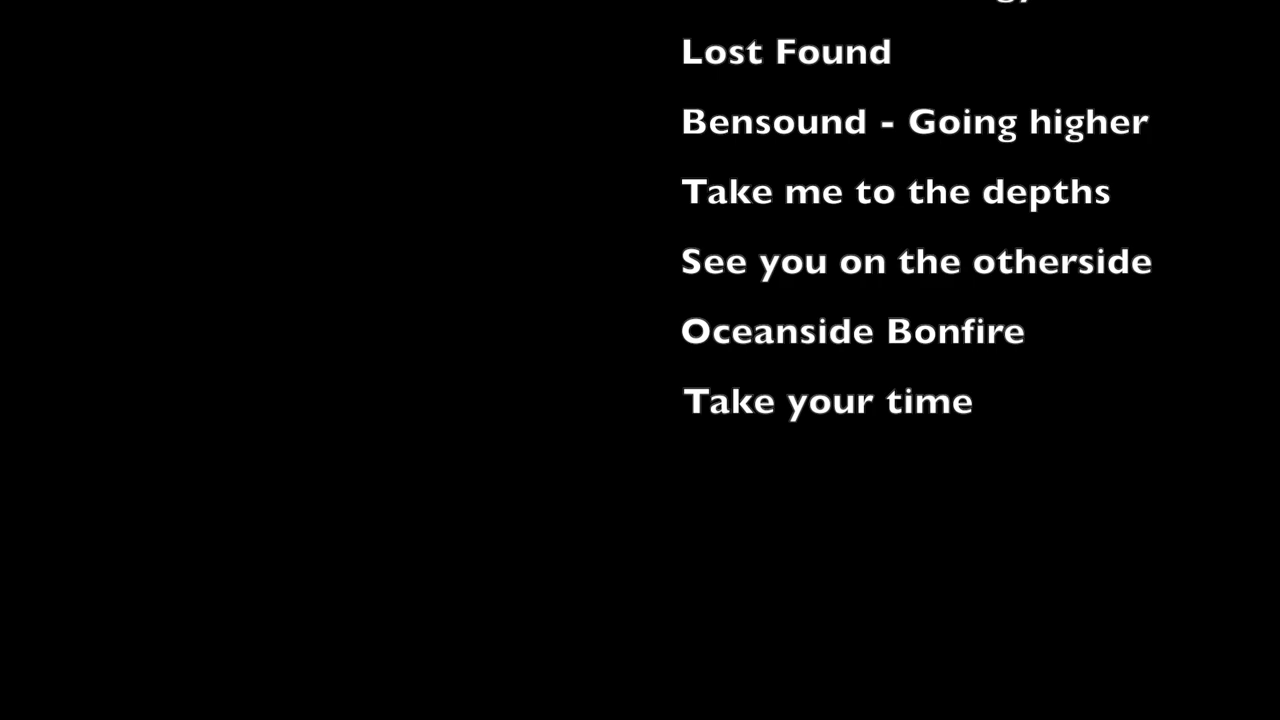 Lost Found
Bensound - Going higher
Take me to the depths
See you on the otherside
Oceanside Bonfire
Take your time